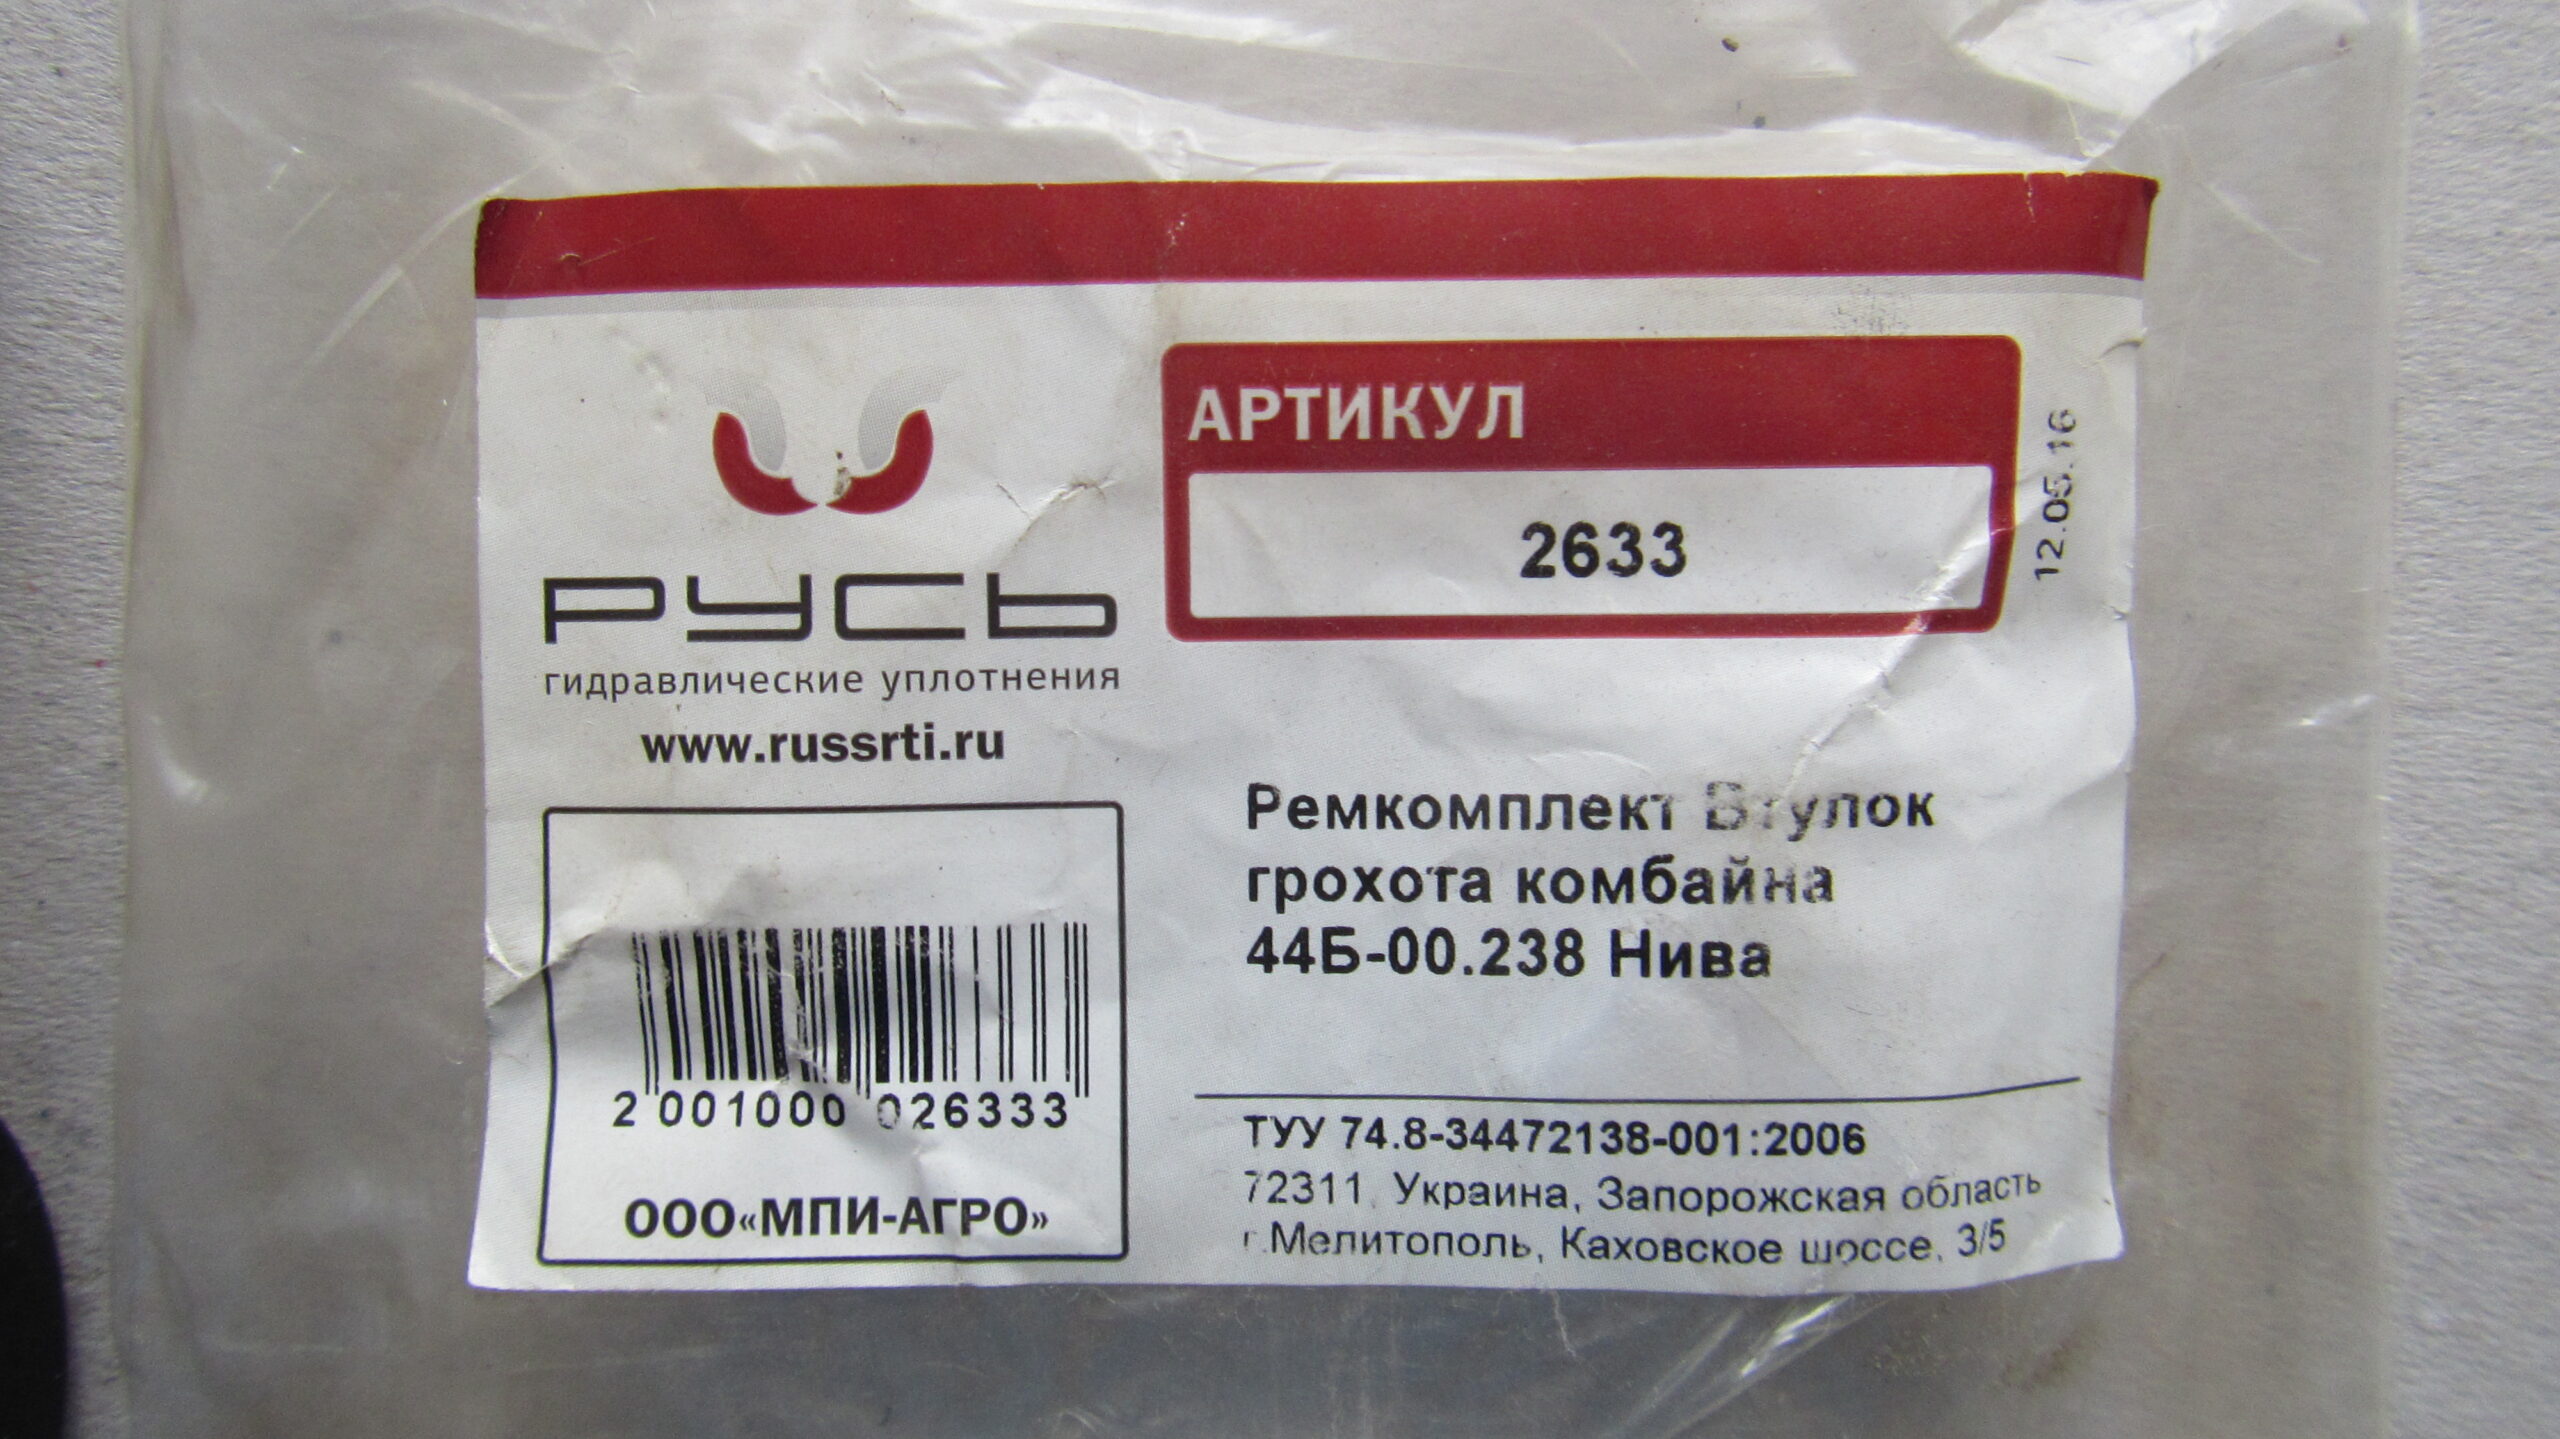 АРТИКУЛ
2633
12.05.16
РУСЬ
гидравлические уплотнения
www.russrti.ru
Ремкомплект Втулок
грохота комбайна
44Б-00.238 Нива
2 001000 026333
ООО«МПИ-АГРО»
ТУУ 74.8-34472138-001:2006
72311, Украина, Запорожская область
г.Мелитополь, Каховское шоссе, 3/5